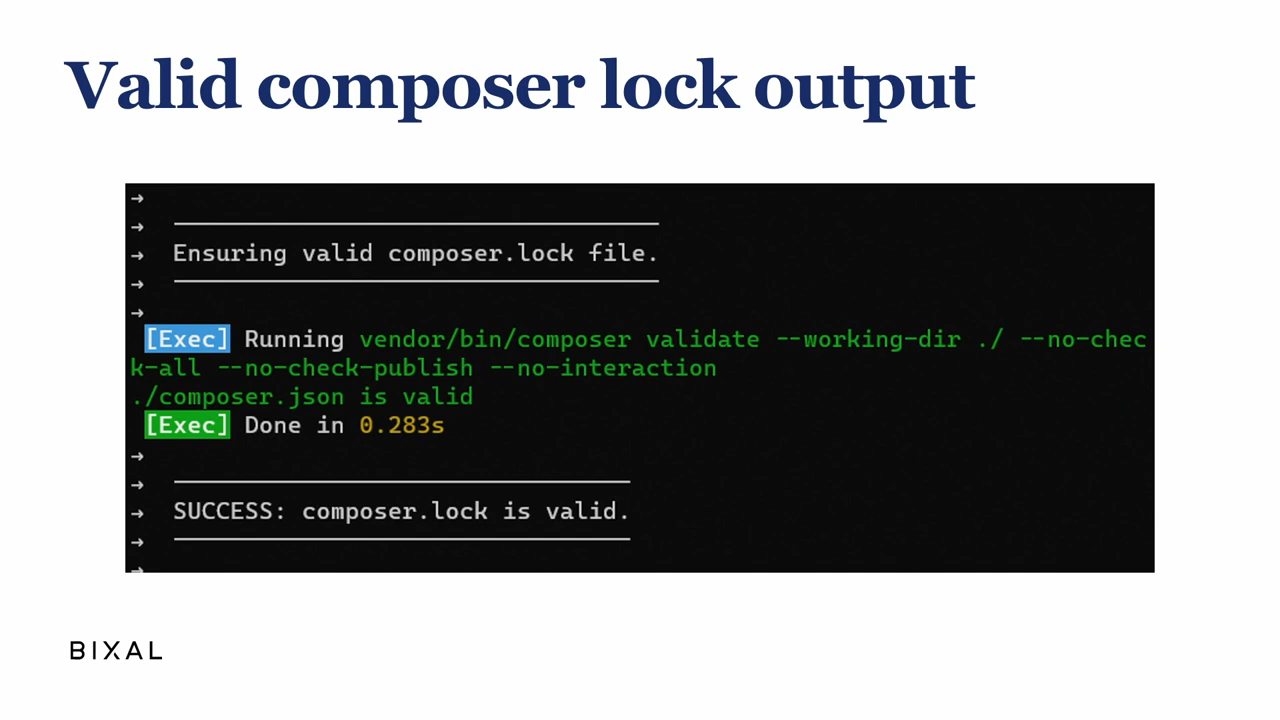 Valid composer lock output
→
→
→ Ensuring valid composer.lock file.
→
→
[Exec] Running vendor/bin/composer validate --working-dir ./ --no-chec
k-all --no-check-publish --no-interaction
./composer.json is valid
[Exec] Done in 0.283s
→
→
→ SUCCESS: composer.lock is valid.
→
→
BIXAL